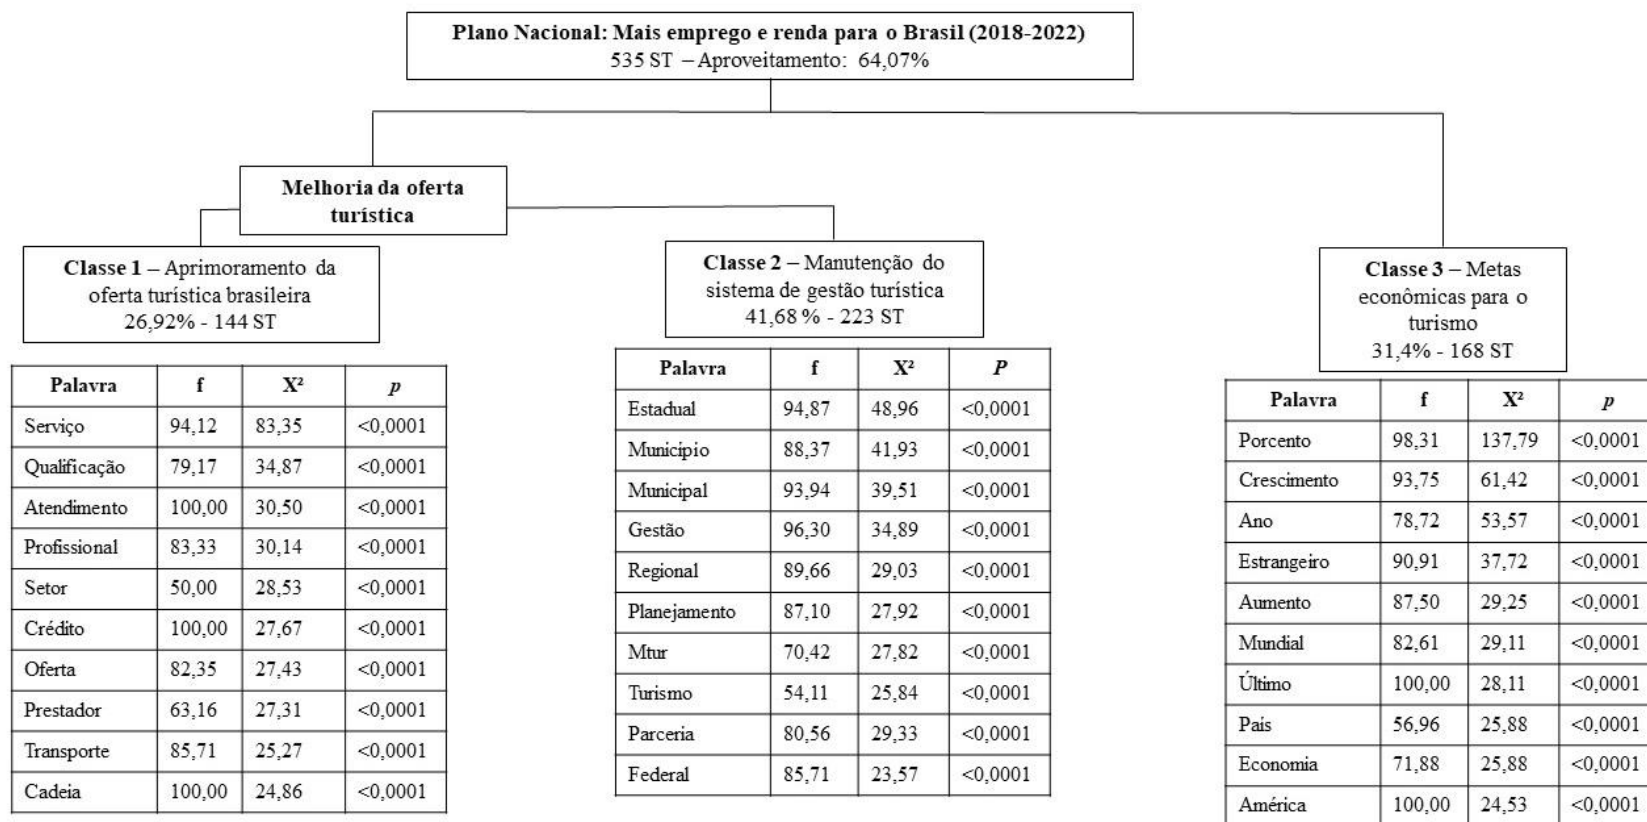 Plano Nacional: Mais emprego e renda para o Brasil (2018-2022)
535 ST – Aproveitamento: 64,07%
Melhoria da oferta
turística
Classe 1 – Aprimoramento da
oferta turística brasileira
26,92% - 144 ST
Palavra f X² p
Serviço 94,12 83,35 <0,0001
Qualificação 79,17 34,87 <0,0001
Atendimento 100,00 30,50 <0,0001
Profissional 83,33 30,14 <0,0001
Setor 50,00 28,53 <0,0001
Crédito 100,00 27,67 <0,0001
Oferta 82,35 27,43 <0,0001
Prestador 63,16 27,31 <0,0001
Transporte 85,71 25,27 <0,0001
Cadeia 100,00 24,86 <0,0001
Classe 2 – Manutenção do
sistema de gestão turística
41,68 % - 223 ST
Palavra f X² P
Estadual 94,87 48,96 <0,0001
Município 88,37 41,93 <0,0001
Municipal 93,94 39,51 <0,0001
Gestão 96,30 34,89 <0,0001
Regional 89,66 29,03 <0,0001
Planejamento 87,10 27,92 <0,0001
Mtur 70,42 27,82 <0,0001
Turismo 54,11 25,84 <0,0001
Parceria 80,56 29,33 <0,0001
Federal 85,71 23,57 <0,0001
Classe 3 – Metas
econômicas para o
turismo
31,4% - 168 ST
Palavra f X² p
Porcento 98,31 137,79 <0,0001
Crescimento 93,75 61,42 <0,0001
Ano 78,72 53,57 <0,0001
Estrangeiro 90,91 37,72 <0,0001
Aumento 87,50 29,25 <0,0001
Mundial 82,61 29,11 <0,0001
Último 100,00 28,11 <0,0001
País 56,96 25,88 <0,0001
Economia 71,88 25,88 <0,0001
América 100,00 24,53 <0,0001